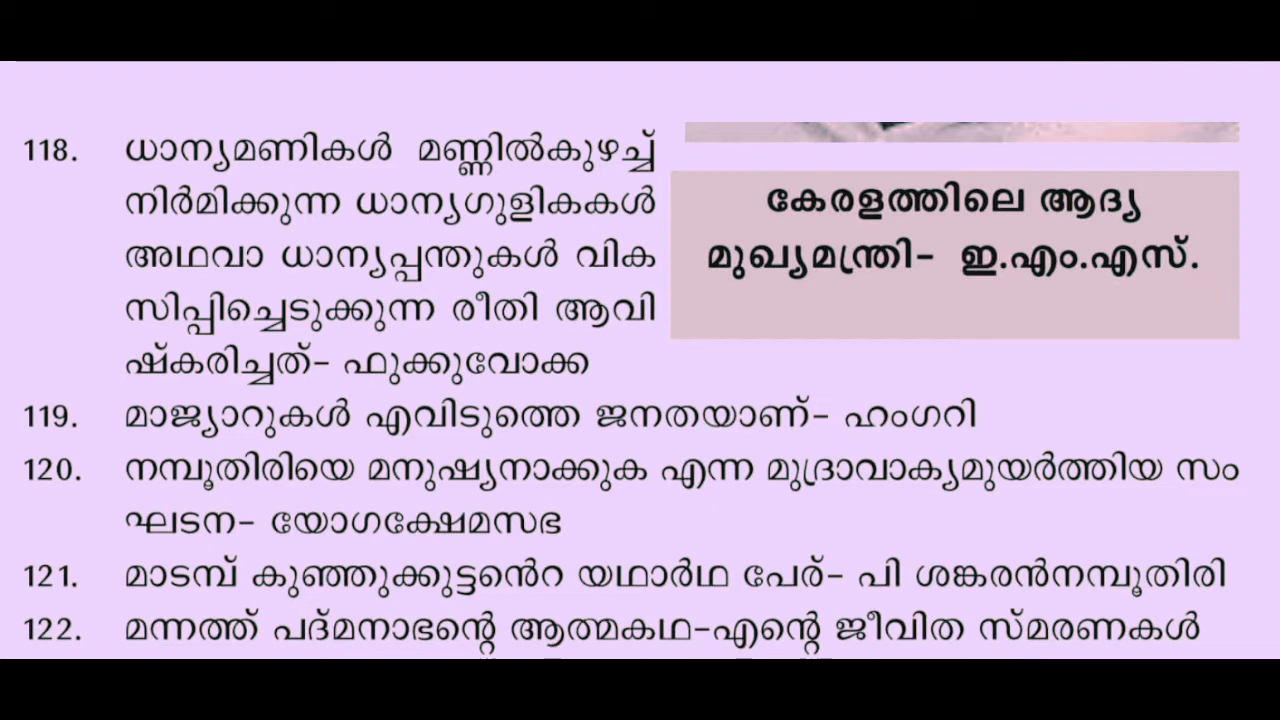 118. ധാന്യമണികൾ മണ്ണിൽകുഴച്ച്
നിർമിക്കുന്ന ധാന്യഗുളികകൾ
അഥവാ ധാന്യപ്പന്തുകൾ വിക
സിപ്പിച്ചെടുക്കുന്ന രീതി ആവി
ഷ്കരിച്ചത്- ഫുക്കുവോക്ക
കേരളത്തിലെ ആദ്യ
മുഖ്യമന്ത്രി- ഇ.എം.എസ്.
119. മാജ്യാറുകൾ എവിടുത്തെ ജനതയാണ്- ഹംഗറി
120. നമ്പൂതിരിയെ മനുഷ്യനാക്കുക എന്ന മുദ്രാവാക്യമുയർത്തിയ സം
ഘടന- യോഗക്ഷേമസഭ
121. മാടമ്പ് കുഞ്ഞുക്കുട്ടൻെറ യഥാർഥ പേര്- പി ശങ്കരൻനമ്പൂതിരി
122. മന്നത്ത് പദ്മനാഭന്റെ ആത്മകഥ-എന്റെ ജീവിത സ്മരണകൾ